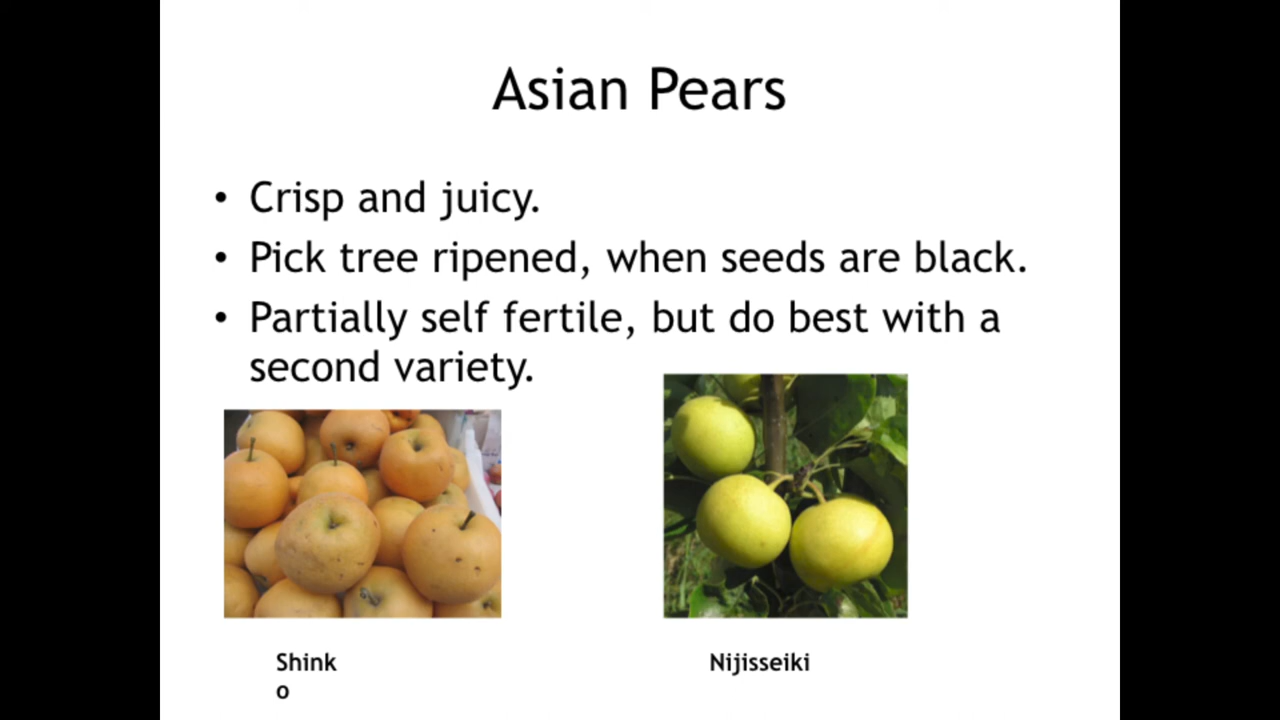 Asian Pears
• Crisp and juicy.
• Pick tree ripened, when seeds are black.
• Partially self fertile, but do best with a
second variety.
Shink
o
Nijisseiki